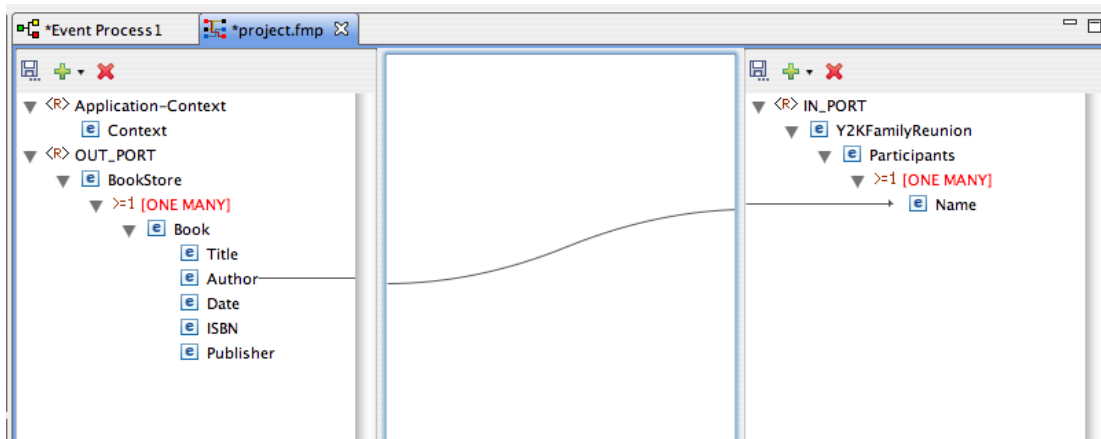 *Event Process1
*project.fmp
<R> Application-Context
e Context
<R> OUT_PORT
e BookStore
>=1 [ONE MANY]
e Book
e Title
e Author
e Date
e ISBN
e Publisher
<R> IN_PORT
e Y2KFamilyReunion
e Participants
>=1 [ONE MANY]
e Name